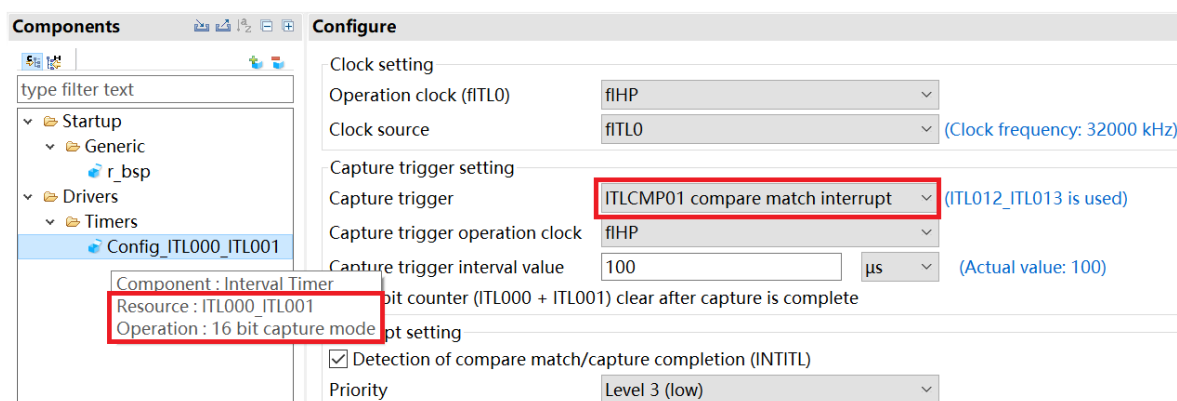 Components
Configure
type filter text
Startup
Generic
r_bsp
Drivers
Timers
Config_ITL000_ITL001
Component : Interval Timer
Resource : ITL000_ITL001
Operation : 16 bit capture mode
Clock setting
Operation clock (fITL0) fIHP
Clock source fITL0 (Clock frequency: 32000 kHz)
Capture trigger setting
Capture trigger ITLCMP01 compare match interrupt (ITL012_ITL013 is used)
Capture trigger operation clock fIHP
Capture trigger interval value 100 µs (Actual value: 100)
bit counter (ITL000 + ITL001) clear after capture is complete
pt setting
Detection of compare match/capture completion (INTITL)
Priority Level 3 (low)